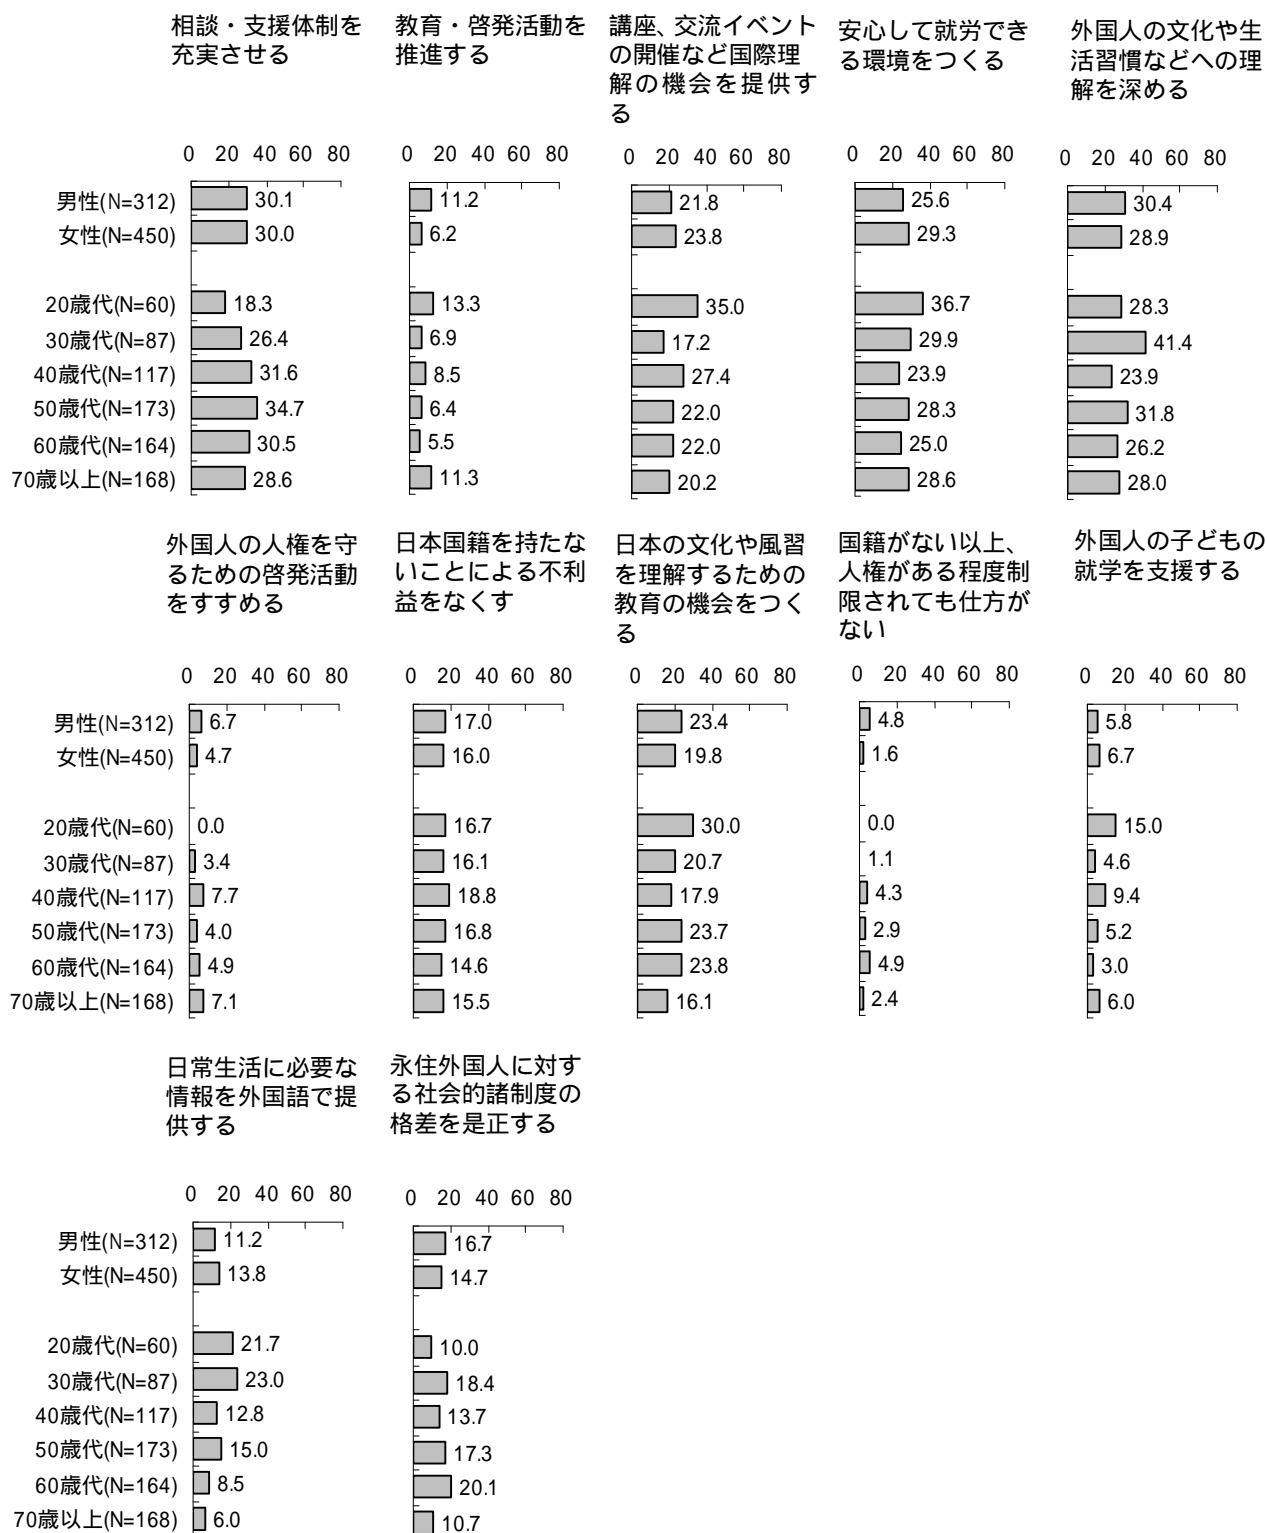 相談・支援体制を
充実させる
教育・啓発活動を
推進する
講座、交流イベント
の開催など国際理
解の機会を提供す
る
安心して就労でき
る環境をつくる
外国人の文化や生
活習慣などへの理
解を深める
0 20 40 60 80
0 20 40 60 80
0 20 40 60 80
0 20 40 60 80
0 20 40 60 80
男性(N=312) 30.1 11.2 21.8 25.6 30.4
女性(N=450) 30.0 6.2 23.8 29.3 28.9
20歳代(N=60) 18.3 13.3 35.0 36.7 28.3
30歳代(N=87) 26.4 6.9 17.2 29.9 41.4
40歳代(N=117) 31.6 8.5 27.4 23.9 23.9
50歳代(N=173) 34.7 6.4 22.0 28.3 31.8
60歳代(N=164) 30.5 5.5 22.0 25.0 26.2
70歳以上(N=168) 28.6 11.3 20.2 28.6 28.0
外国人の人権を守
るための啓発活動
をすすめる
日本国籍を持たな
いことによる不利
益をなくす
日本の文化や風習
を理解するための
教育の機会をつく
る
国籍がない以上、
人権がある程度制
限されても仕方が
ない
外国人の子どもの
就学を支援する
0 20 40 60 80
0 20 40 60 80
0 20 40 60 80
0 20 40 60 80
0 20 40 60 80
男性(N=312) 6.7 17.0 23.4 4.8 5.8
女性(N=450) 4.7 16.0 19.8 1.6 6.7
20歳代(N=60) 0.0 16.7 30.0 0.0 15.0
30歳代(N=87) 3.4 16.1 20.7 1.1 4.6
40歳代(N=117) 7.7 18.8 17.9 4.3 9.4
50歳代(N=173) 4.0 16.8 23.7 2.9 5.2
60歳代(N=164) 4.9 14.6 23.8 4.9 3.0
70歳以上(N=168) 7.1 15.5 16.1 2.4 6.0
日常生活に必要な
情報を外国語で提
供する
永住外国人に対す
る社会的諸制度の
格差を是正する
0 20 40 60 80
0 20 40 60 80
男性(N=312) 11.2 16.7
女性(N=450) 13.8 14.7
20歳代(N=60) 21.7 10.0
30歳代(N=87) 23.0 18.4
40歳代(N=117) 12.8 13.7
50歳代(N=173) 15.0 17.3
60歳代(N=164) 8.5 20.1
70歳以上(N=168) 6.0 10.7